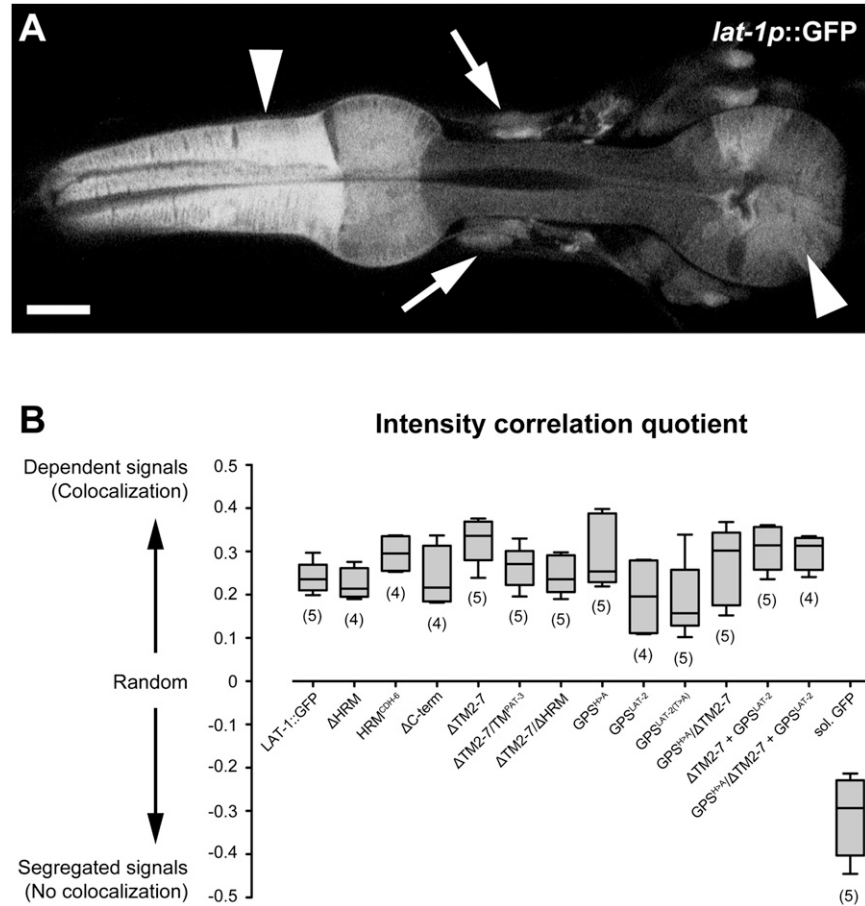 A
lat-1p::GFP
B
Intensity correlation quotient
Dependent signals
(Colocalization)
Random
Segregated signals
(No colocalization)
0.5
0.4
0.3
0.2
0.1
0
-0.1
-0.2
-0.3
-0.4
-0.5
(5)
(4)
(4)
(4)
(5)
(5)
(5)
(5)
(4)
(5)
(5)
(5)
(4)
(5)
LAT-1::GFP
ΔHRM
HRM^CDH-6
ΔC-term
ΔTM2-7
ΔTM2-7/TM^PAT-3
ΔTM2-7/ΔHRM
GPS^H>A
GPS^LAT-2
GPS^LAT-2(T>A)
GPS^H>A/ΔTM2-7
ΔTM2-7 + GPS^LAT-2
GPS^H>A/ΔTM2-7 + GPS^LAT-2
sol. GFP